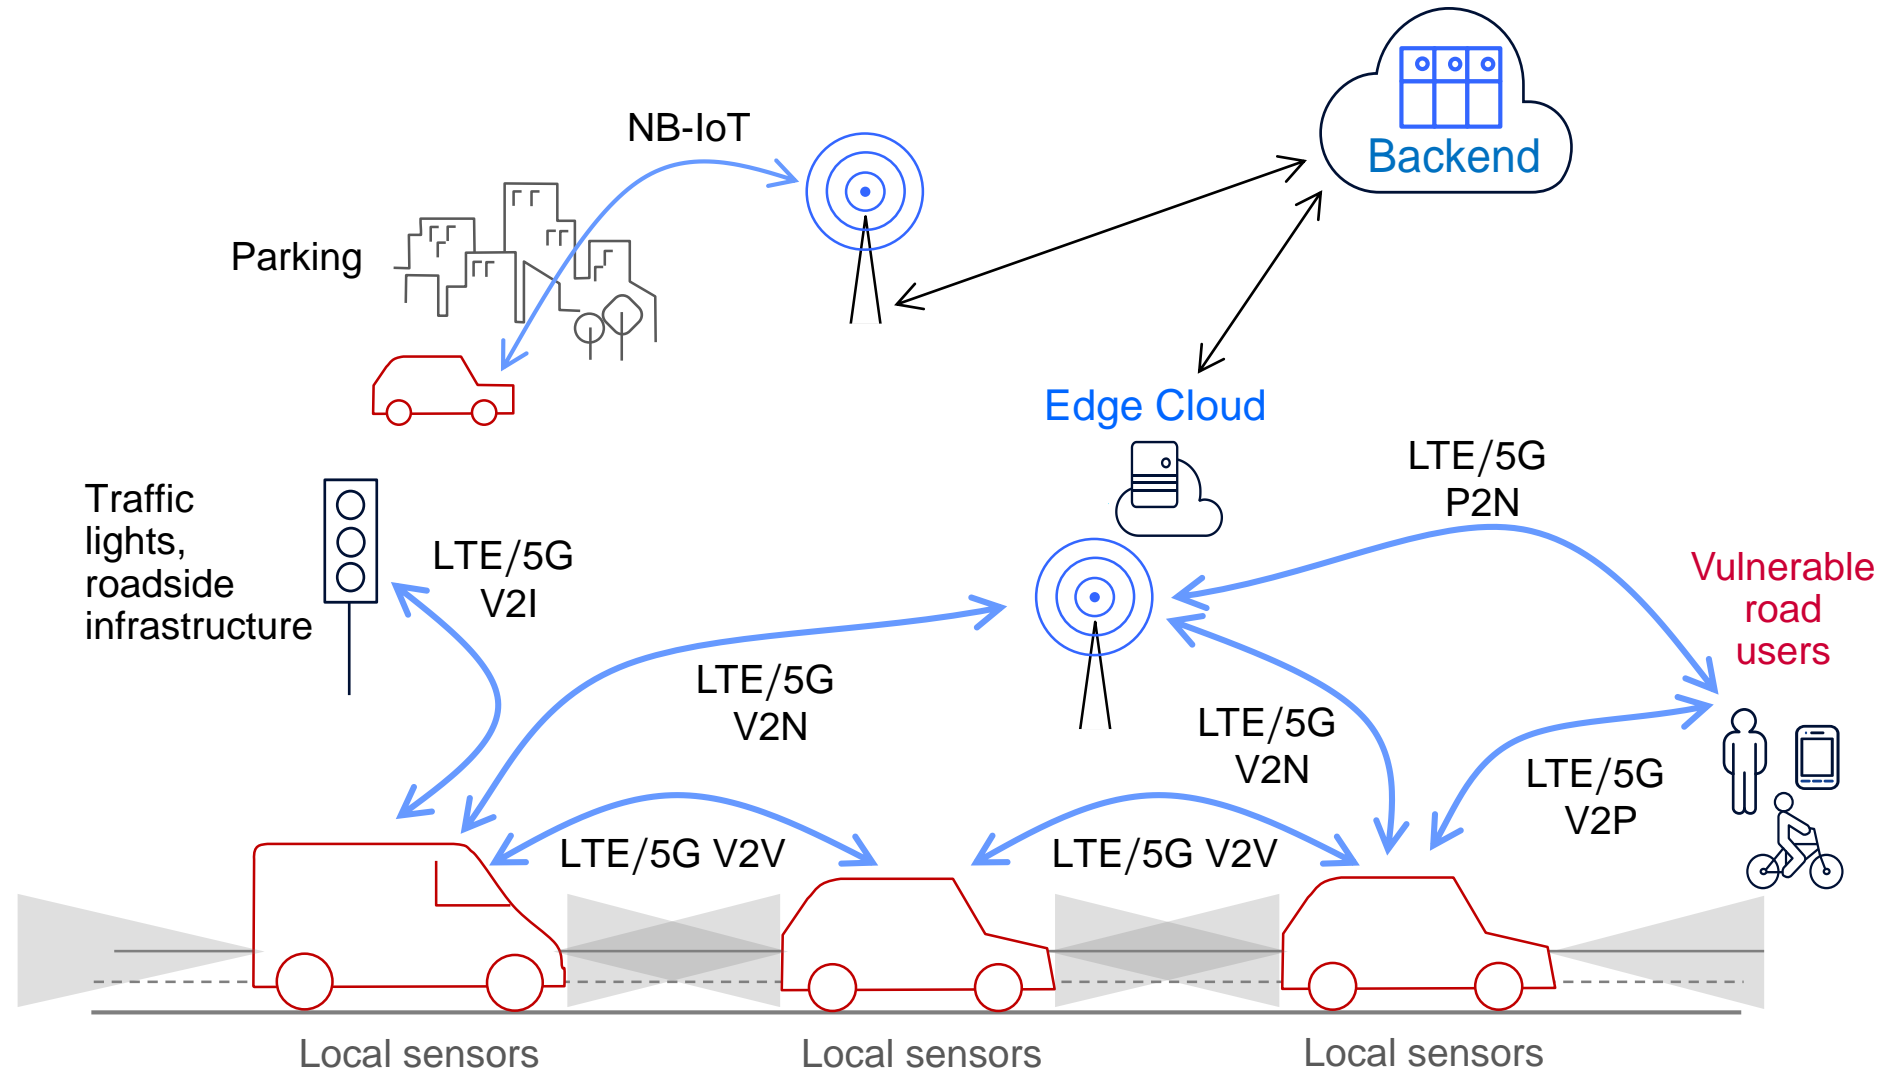 NB-IoT
Backend
Parking
Edge Cloud
LTE/5G
P2N
Traffic
lights,
roadside
infrastructure
LTE/5G
V2I
Vulnerable
road
users
LTE/5G
V2N
LTE/5G
V2N
LTE/5G
V2P
LTE/5G V2V
LTE/5G V2V
Local sensors
Local sensors
Local sensors